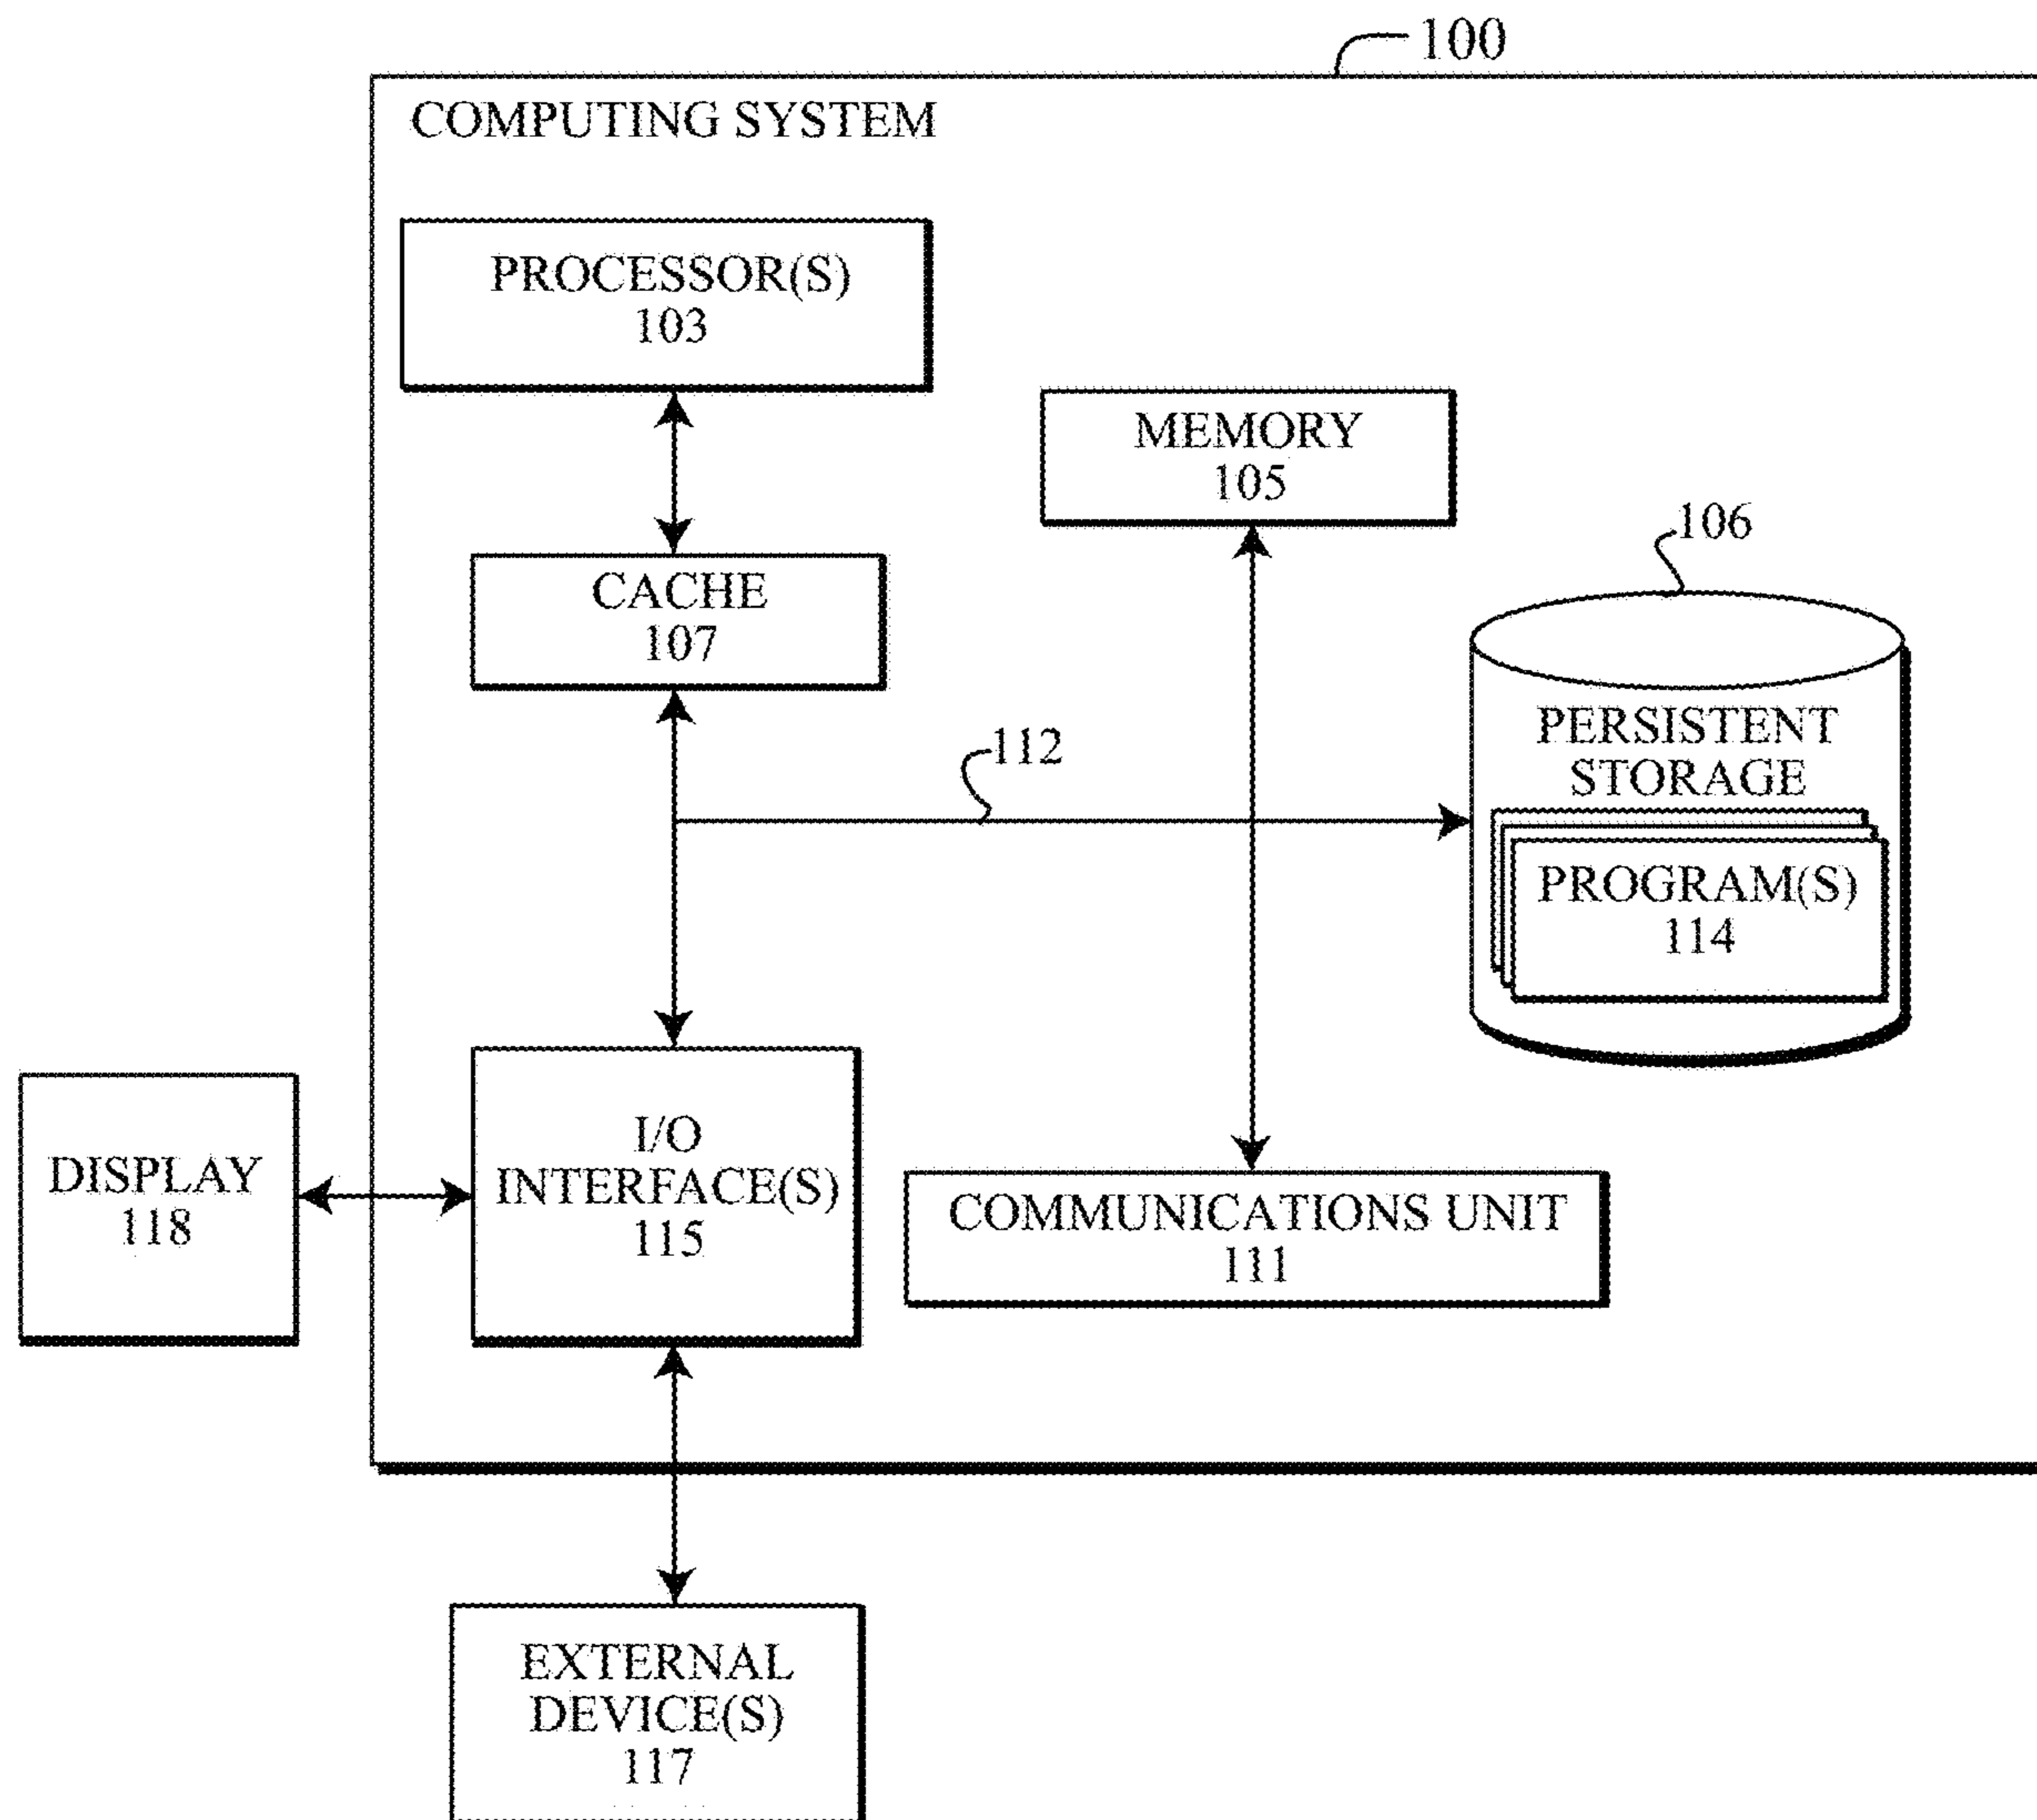 100
COMPUTING SYSTEM
PROCESSOR(S)
103
MEMORY
105
106
CACHE
107
112
PERSISTENT
STORAGE
PROGRAM(S)
114
I/O
INTERFACE(S)
115
DISPLAY
118
COMMUNICATIONS UNIT
111
EXTERNAL
DEVICE(S)
117